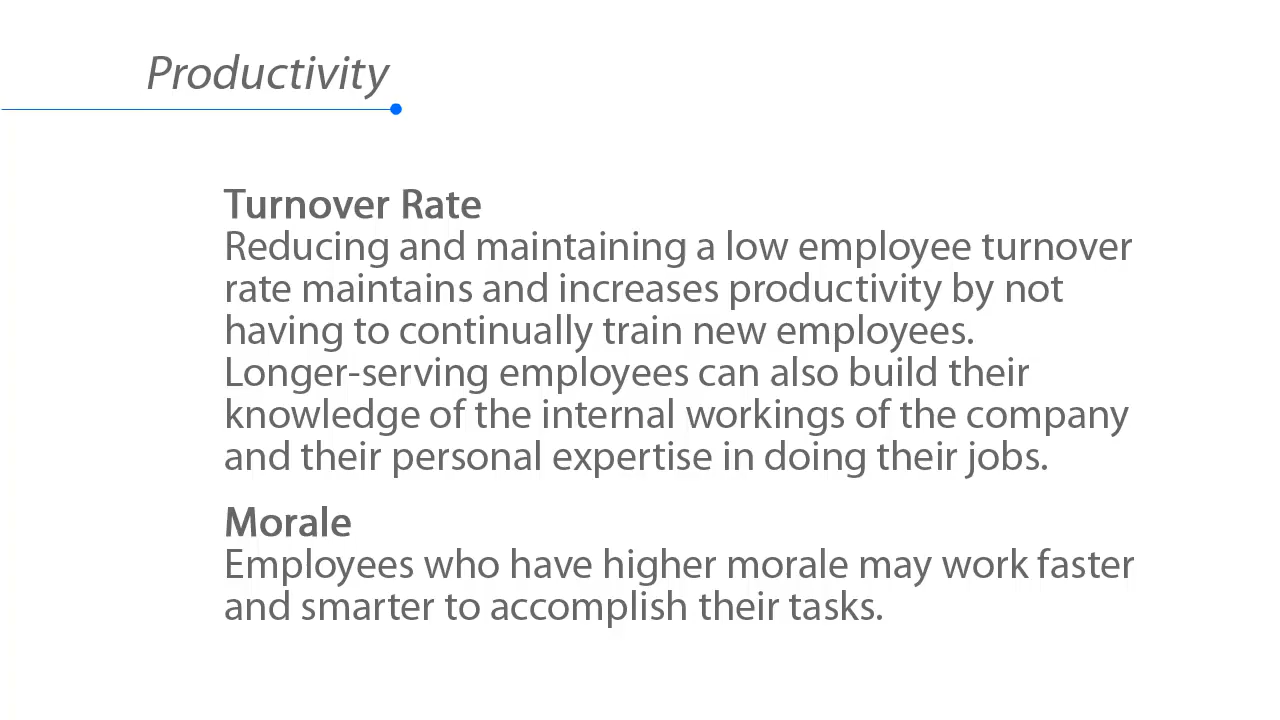 Productivity
Turnover Rate
Reducing and maintaining a low employee turnover
rate maintains and increases productivity by not
having to continually train new employees.
Longer-serving employees can also build their
knowledge of the internal workings of the company
and their personal expertise in doing their jobs.
Morale
Employees who have higher morale may work faster
and smarter to accomplish their tasks.